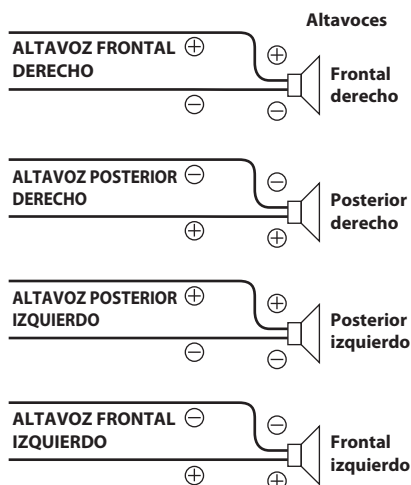 Altavoces
ALTAVOZ FRONTAL ⊕ ⊕
DERECHO
Frontal
derecho
⊖ ⊖
ALTAVOZ POSTERIOR ⊖ ⊖
DERECHO
Posterior
derecho
⊕ ⊕
ALTAVOZ POSTERIOR ⊕ ⊕
IZQUIERDO
Posterior
izquierdo
⊖ ⊖
ALTAVOZ FRONTAL ⊖ ⊖
IZQUIERDO
Frontal
izquierdo
⊕ ⊕